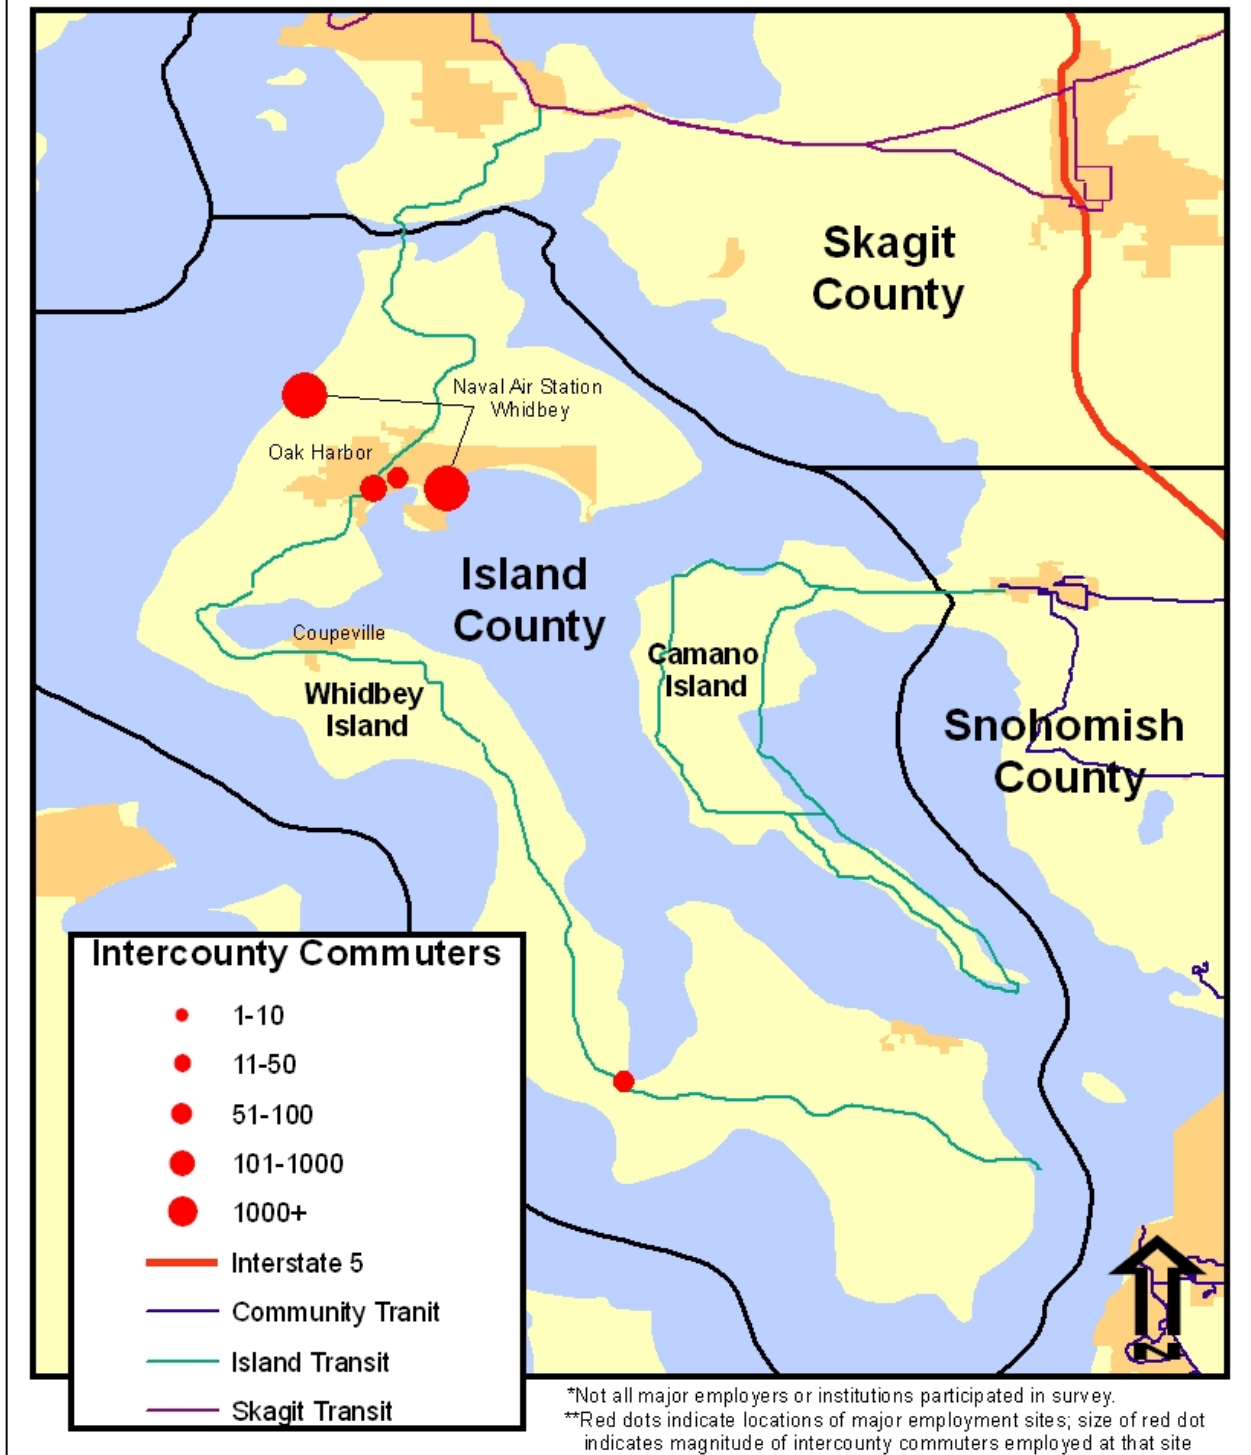 Skagit
County
Naval Air Station
Whidbey
Oak Harbor
Island
County
Coupeville
Camano
Island
Whidbey
Island
Snohomish
County
Intercounty Commuters
1-10
11-50
51-100
101-1000
1000+
Interstate 5
Community Tranit
Island Transit
Skagit Transit
N
*Not all major employers or institutions participated in survey.
**Red dots indicate locations of major employment sites; size of red dot
indicates magnitude of intercounty commuters employed at that site